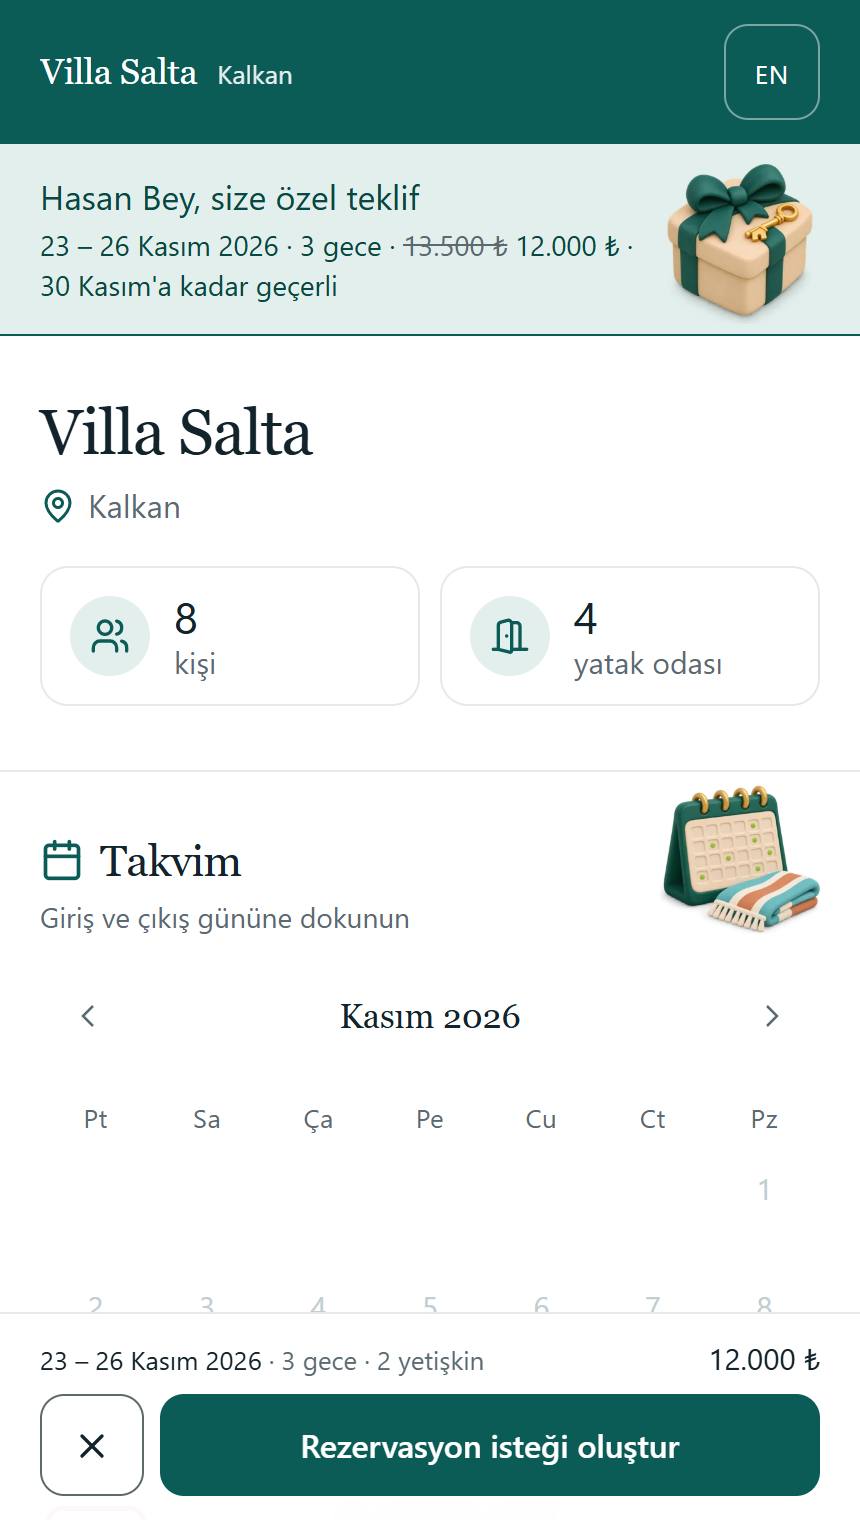 Villa Salta Kalkan
EN
Hasan Bey, size özel teklif
23 – 26 Kasım 2026 · 3 gece · 13.500 ₺ 12.000 ₺ ·
30 Kasım'a kadar geçerli
Villa Salta
Kalkan
8
kişi
4
yatak odası
Takvim
Giriş ve çıkış gününe dokunun
Kasım 2026
Pt Sa Ça Pe Cu Ct Pz
1
2 3 4 5 6 7 8
23 – 26 Kasım 2026 · 3 gece · 2 yetişkin
12.000 ₺
Rezervasyon isteği oluştur